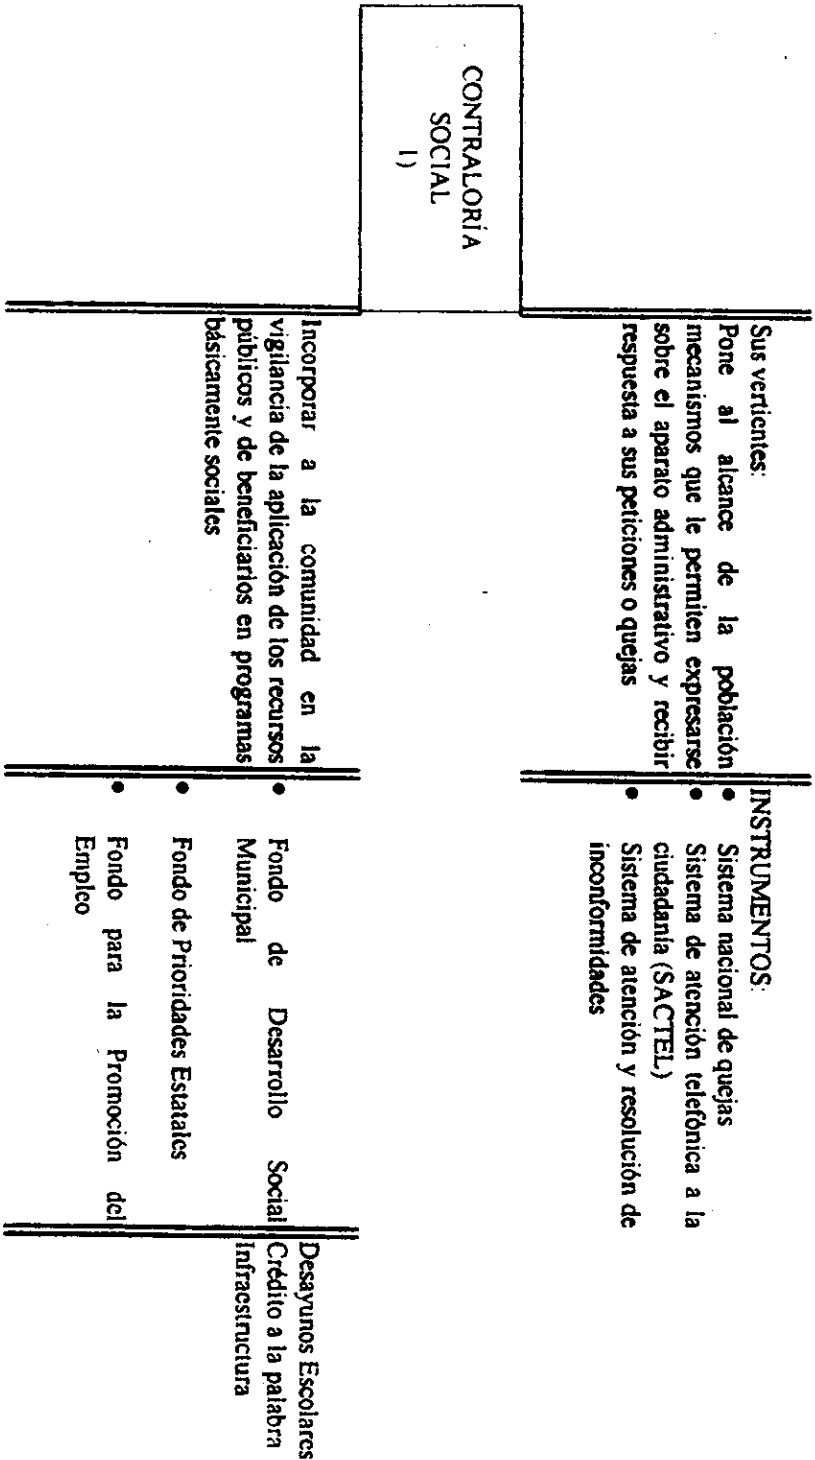 CONTRALORÍA
SOCIAL
1)
Sus vertientes:
Pone al alcance de la población
mecanismos que le permiten expresarse
sobre el aparato administrativo y recibir
respuesta a sus peticiones o quejas
INSTRUMENTOS:
• Sistema nacional de quejas
• Sistema de atención telefónica a la
ciudadanía (SACTEL)
• Sistema de atención y resolución de
inconformidades
Incorporar a la comunidad en la
vigilancia de la aplicación de los recursos
públicos y de beneficiarios en programas
básicamente sociales
• Fondo de Desarrollo Social
Municipal
• Fondo de Prioridades Estatales
• Fondo para la Promoción del
Empleo
Desayunos Escolares
Crédito a la palabra
Infraestructura